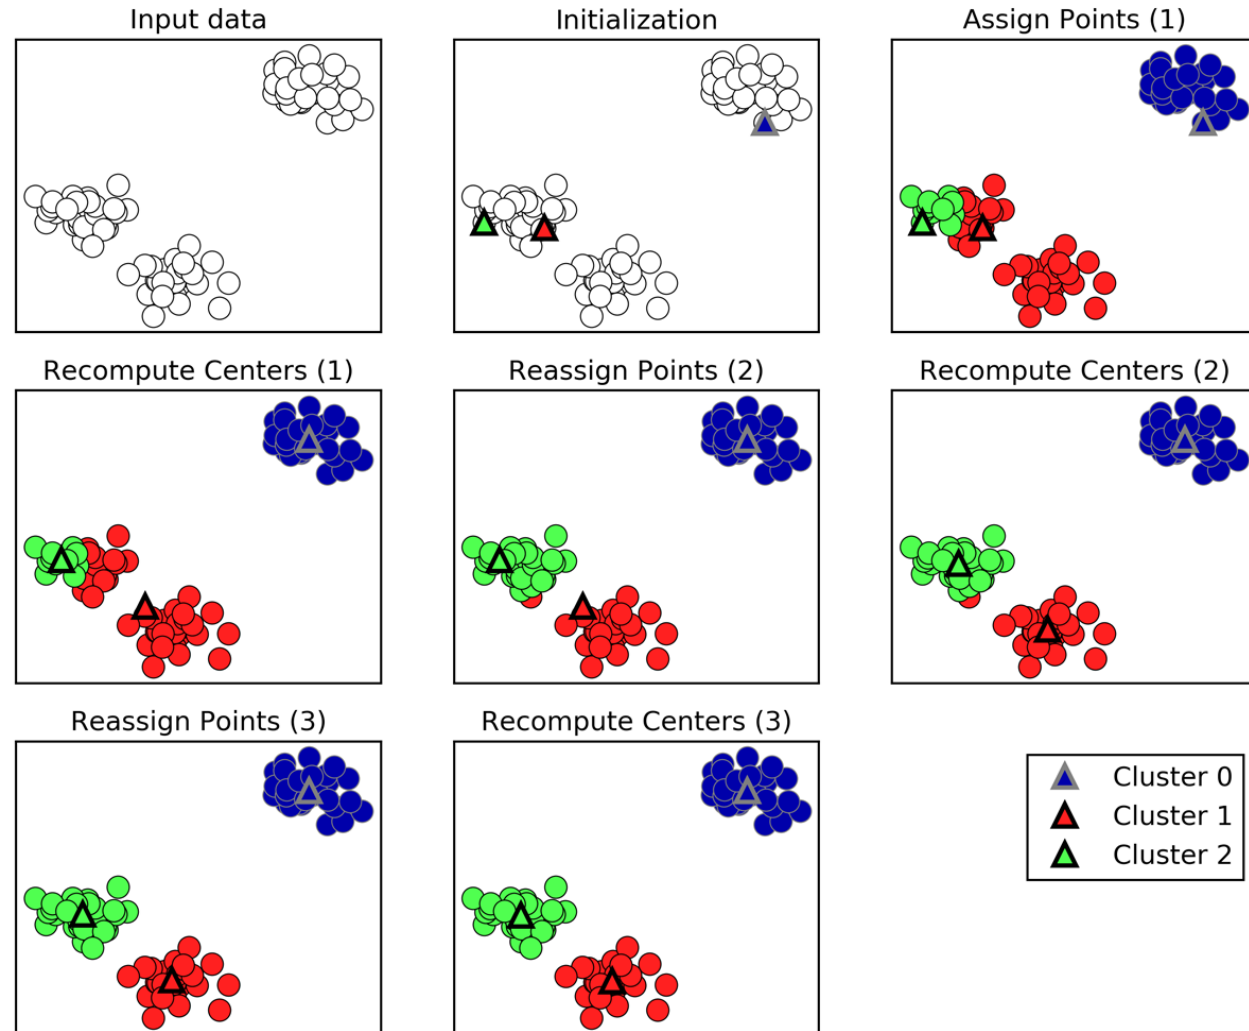 Input data
Initialization
Assign Points (1)
Recompute Centers (1)
Reassign Points (2)
Recompute Centers (2)
Reassign Points (3)
Recompute Centers (3)
Cluster 0
Cluster 1
Cluster 2